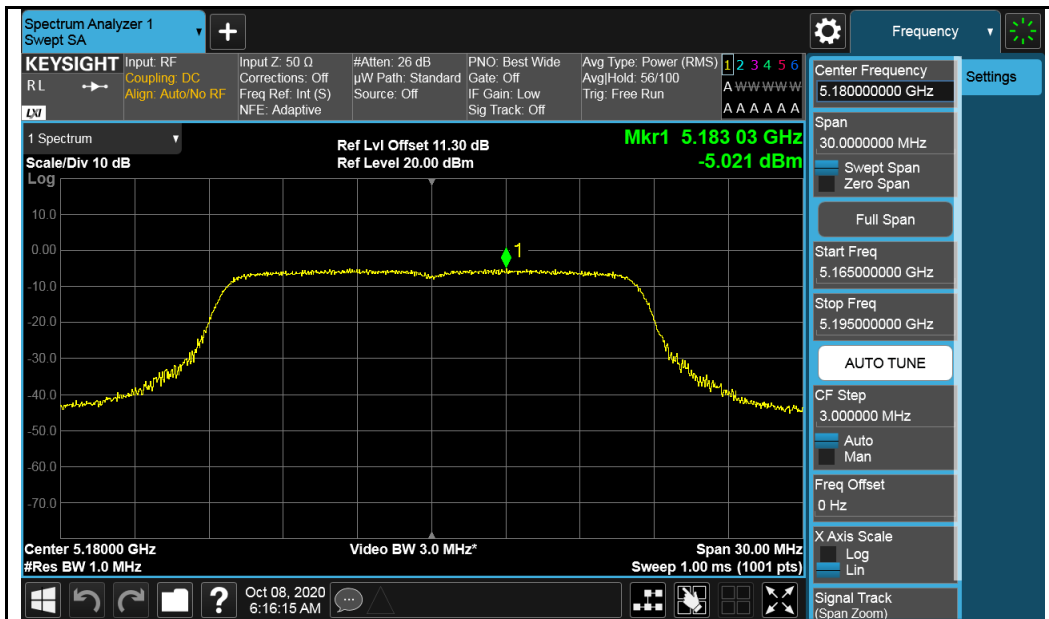 Spectrum Analyzer 1
Swept SA
+
Frequency
KEYSIGHT
R L
LXI
Input: RF
Coupling: DC
Align: Auto/No RF
Input Z: 50 Ω
Corrections: Off
Freq Ref: Int (S)
NFE: Adaptive
#Atten: 26 dB
µW Path: Standard
Source: Off
PNO: Best Wide
Gate: Off
IF Gain: Low
Sig Track: Off
Avg Type: Power (RMS)
Avg|Hold: 56/100
Trig: Free Run
1 2 3 4 5 6
A W W W W W
A A A A A A
1 Spectrum
Scale/Div 10 dB
Log
Ref Lvl Offset 11.30 dB
Ref Level 20.00 dBm
Mkr1 5.183 03 GHz
-5.021 dBm
1
10.0
0.00
-10.0
-20.0
-30.0
-40.0
-50.0
-60.0
-70.0
Center 5.18000 GHz
#Res BW 1.0 MHz
Video BW 3.0 MHz*
Span 30.00 MHz
Sweep 1.00 ms (1001 pts)
?
Oct 08, 2020
6:16:15 AM
Center Frequency
5.180000000 GHz
Span
30.0000000 MHz
Swept Span
Zero Span
Full Span
Start Freq
5.165000000 GHz
Stop Freq
5.195000000 GHz
AUTO TUNE
CF Step
3.000000 MHz
Auto
Man
Freq Offset
0 Hz
X Axis Scale
Log
Lin
Signal Track
(Span Zoom)
Settings